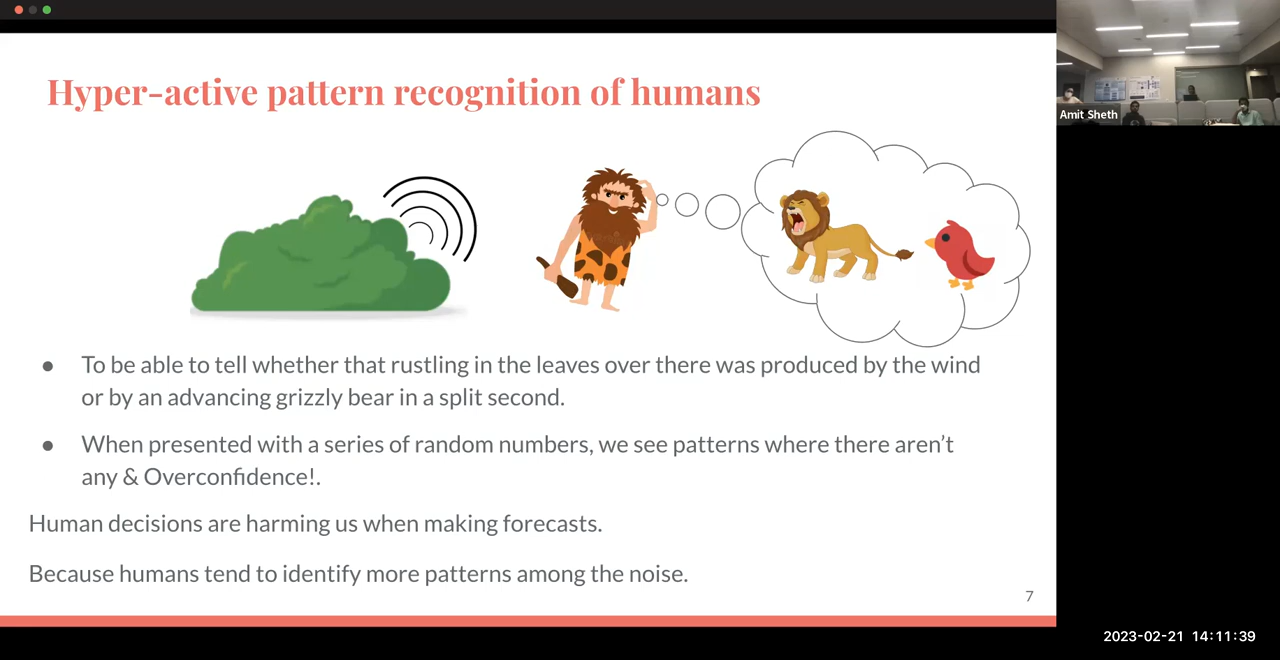 Hyper-active pattern recognition of humans
Amit Sheth
● To be able to tell whether that rustling in the leaves over there was produced by the wind
or by an advancing grizzly bear in a split second.
● When presented with a series of random numbers, we see patterns where there aren’t
any & Overconfidence!.
Human decisions are harming us when making forecasts.
Because humans tend to identify more patterns among the noise.
7
2023-02-21 14:11:39